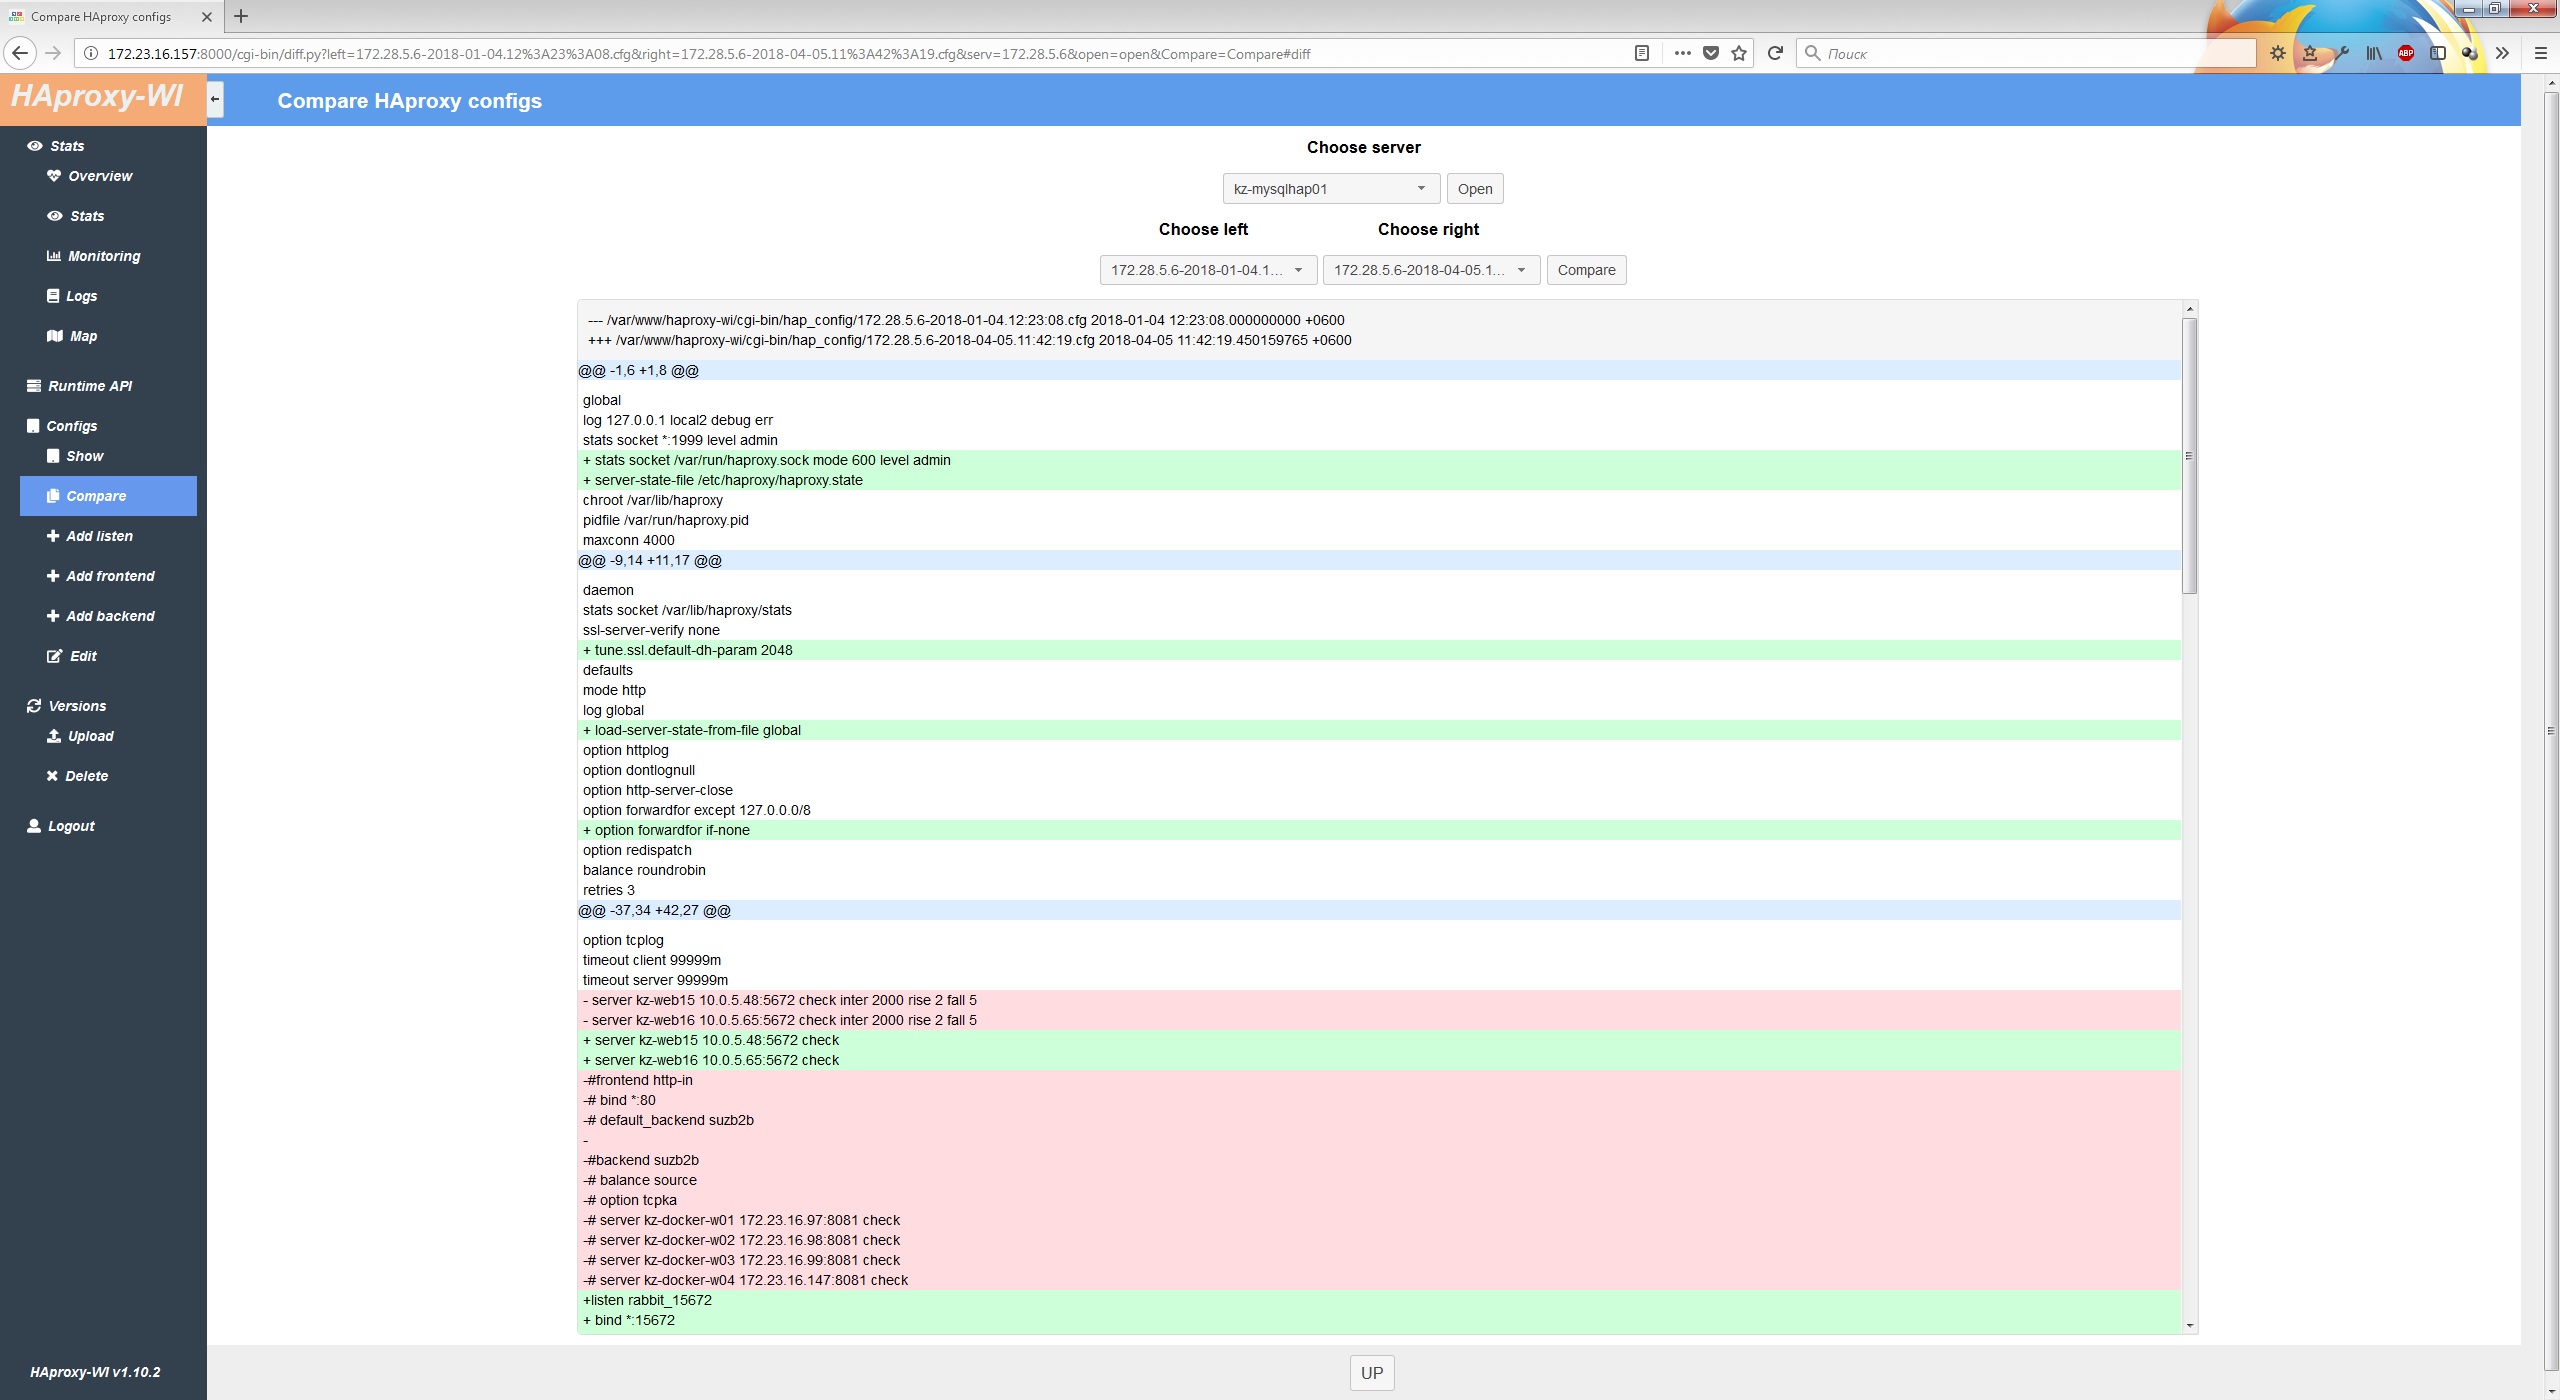 Compare HAproxy configs
172.23.16.157:8000/cgi-bin/diff.py?left=172.28.5.6-2018-01-04.12%3A23%3A08.cfg&right=172.28.5.6-2018-04-05.11%3A42%3A19.cfg&serv=172.28.5.6&open=open&Compare=Compare#diff
Поиск
ABP
HAproxy-WI
Compare HAproxy configs
Stats
Overview
Stats
Monitoring
Logs
Map
Runtime API
Configs
Show
Compare
Add listen
Add frontend
Add backend
Edit
Versions
Upload
Delete
Logout
HAproxy-WI v1.10.2
Choose server
kz-mysqlhap01 Open
Choose left Choose right
172.28.5.6-2018-01-04.1... 172.28.5.6-2018-04-05.1... Compare
--- /var/www/haproxy-wi/cgi-bin/hap_config/172.28.5.6-2018-01-04.12:23:08.cfg 2018-01-04 12:23:08.000000000 +0600
+++ /var/www/haproxy-wi/cgi-bin/hap_config/172.28.5.6-2018-04-05.11:42:19.cfg 2018-04-05 11:42:19.450159765 +0600
@@ -1,6 +1,8 @@
global
log 127.0.0.1 local2 debug err
stats socket *:1999 level admin
+ stats socket /var/run/haproxy.sock mode 600 level admin
+ server-state-file /etc/haproxy/haproxy.state
chroot /var/lib/haproxy
pidfile /var/run/haproxy.pid
maxconn 4000
@@ -9,14 +11,17 @@
daemon
stats socket /var/lib/haproxy/stats
ssl-server-verify none
+ tune.ssl.default-dh-param 2048
defaults
mode http
log global
+ load-server-state-from-file global
option httplog
option dontlognull
option http-server-close
option forwardfor except 127.0.0.0/8
+ option forwardfor if-none
option redispatch
balance roundrobin
retries 3
@@ -37,34 +42,27 @@
option tcplog
timeout client 99999m
timeout server 99999m
- server kz-web15 10.0.5.48:5672 check inter 2000 rise 2 fall 5
- server kz-web16 10.0.5.65:5672 check inter 2000 rise 2 fall 5
+ server kz-web15 10.0.5.48:5672 check
+ server kz-web16 10.0.5.65:5672 check
-#frontend http-in
-# bind *:80
-# default_backend suzb2b
-
-#backend suzb2b
-# balance source
-# option tcpka
-# server kz-docker-w01 172.23.16.97:8081 check
-# server kz-docker-w02 172.23.16.98:8081 check
-# server kz-docker-w03 172.23.16.99:8081 check
-# server kz-docker-w04 172.23.16.147:8081 check
+listen rabbit_15672
+ bind *:15672
UP